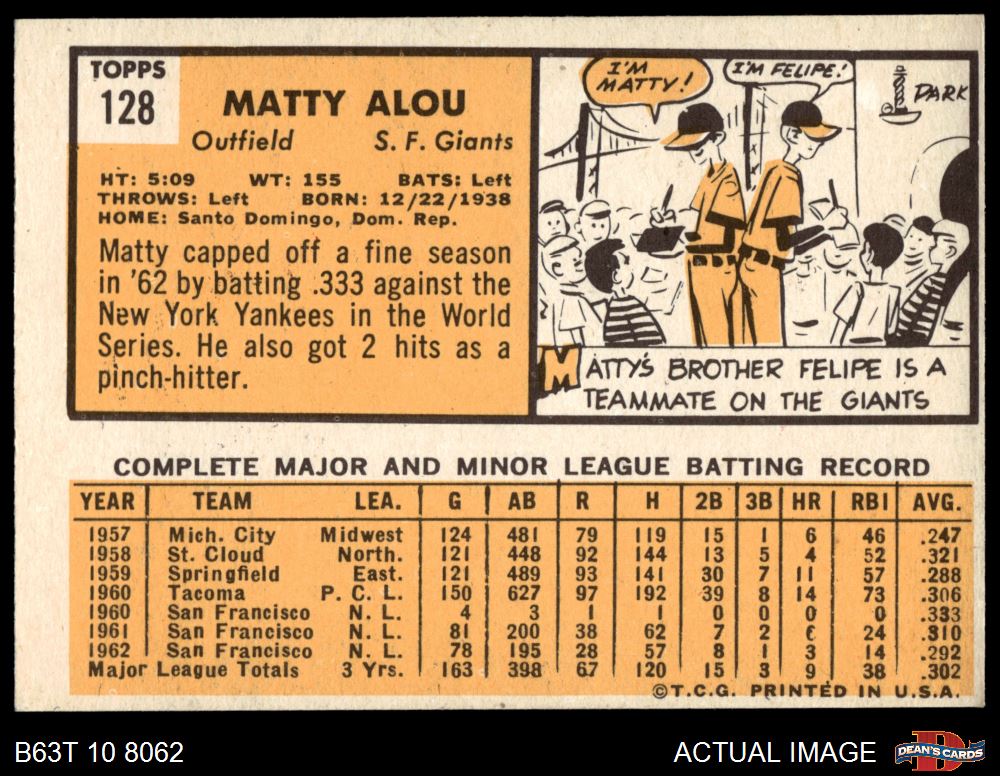 TOPPS
128
MATTY ALOU
Outfield S. F. Giants
HT: 5:09 WT: 155 BATS: Left
THROWS: Left BORN: 12/22/1938
HOME: Santo Domingo, Dom. Rep.
Matty capped off a fine season
in '62 by batting .333 against the
New York Yankees in the World
Series. He also got 2 hits as a
pinch-hitter.
I'M
MATTY!
I'M FELIPE!
PARK
MATTY'S BROTHER FELIPE IS A
TEAMMATE ON THE GIANTS
COMPLETE MAJOR AND MINOR LEAGUE BATTING RECORD
YEAR TEAM LEA. G AB R H 2B 3B HR RBI AVG.
1957 Mich. City Midwest 124 481 79 119 15 1 6 46 .247
1958 St. Cloud North. 121 448 92 144 13 5 4 52 .321
1959 Springfield East. 121 489 93 141 30 7 11 57 .288
1960 Tacoma P. C. L. 150 627 97 192 39 8 14 73 .306
1960 San Francisco N. L. 4 3 1 1 0 0 0 0 .333
1961 San Francisco N. L. 81 200 38 62 7 2 6 24 .310
1962 San Francisco N. L. 78 195 28 57 8 1 3 14 .292
Major League Totals 3 Yrs. 163 398 67 120 15 3 9 38 .302
©T.C.G. PRINTED IN U.S.A.
B63T 10 8062
ACTUAL IMAGE
DEAN'S CARDS